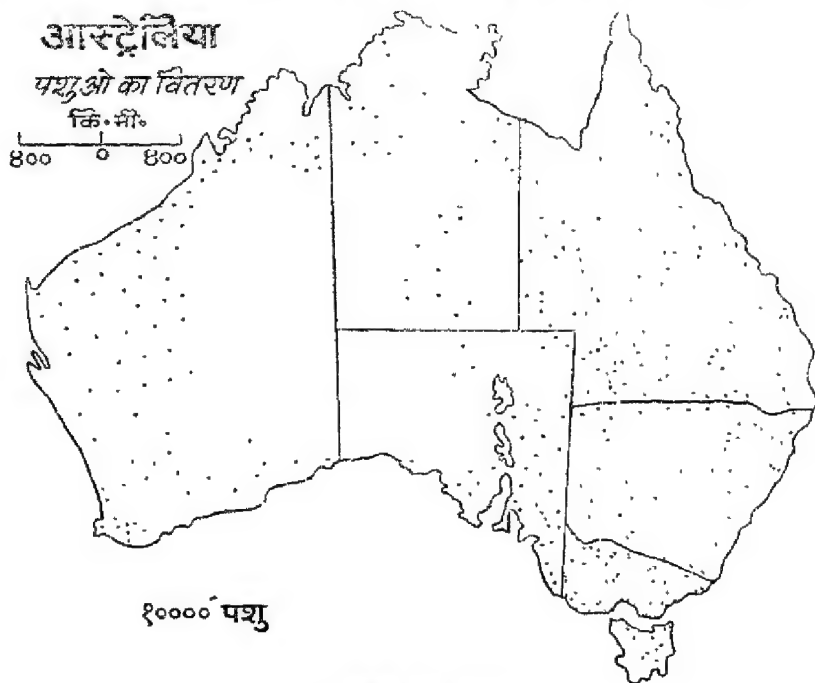 आस्ट्रेलिया
पशुओ का वितरण
कि॰मी॰
४०० ० ४००
१०००० पशु